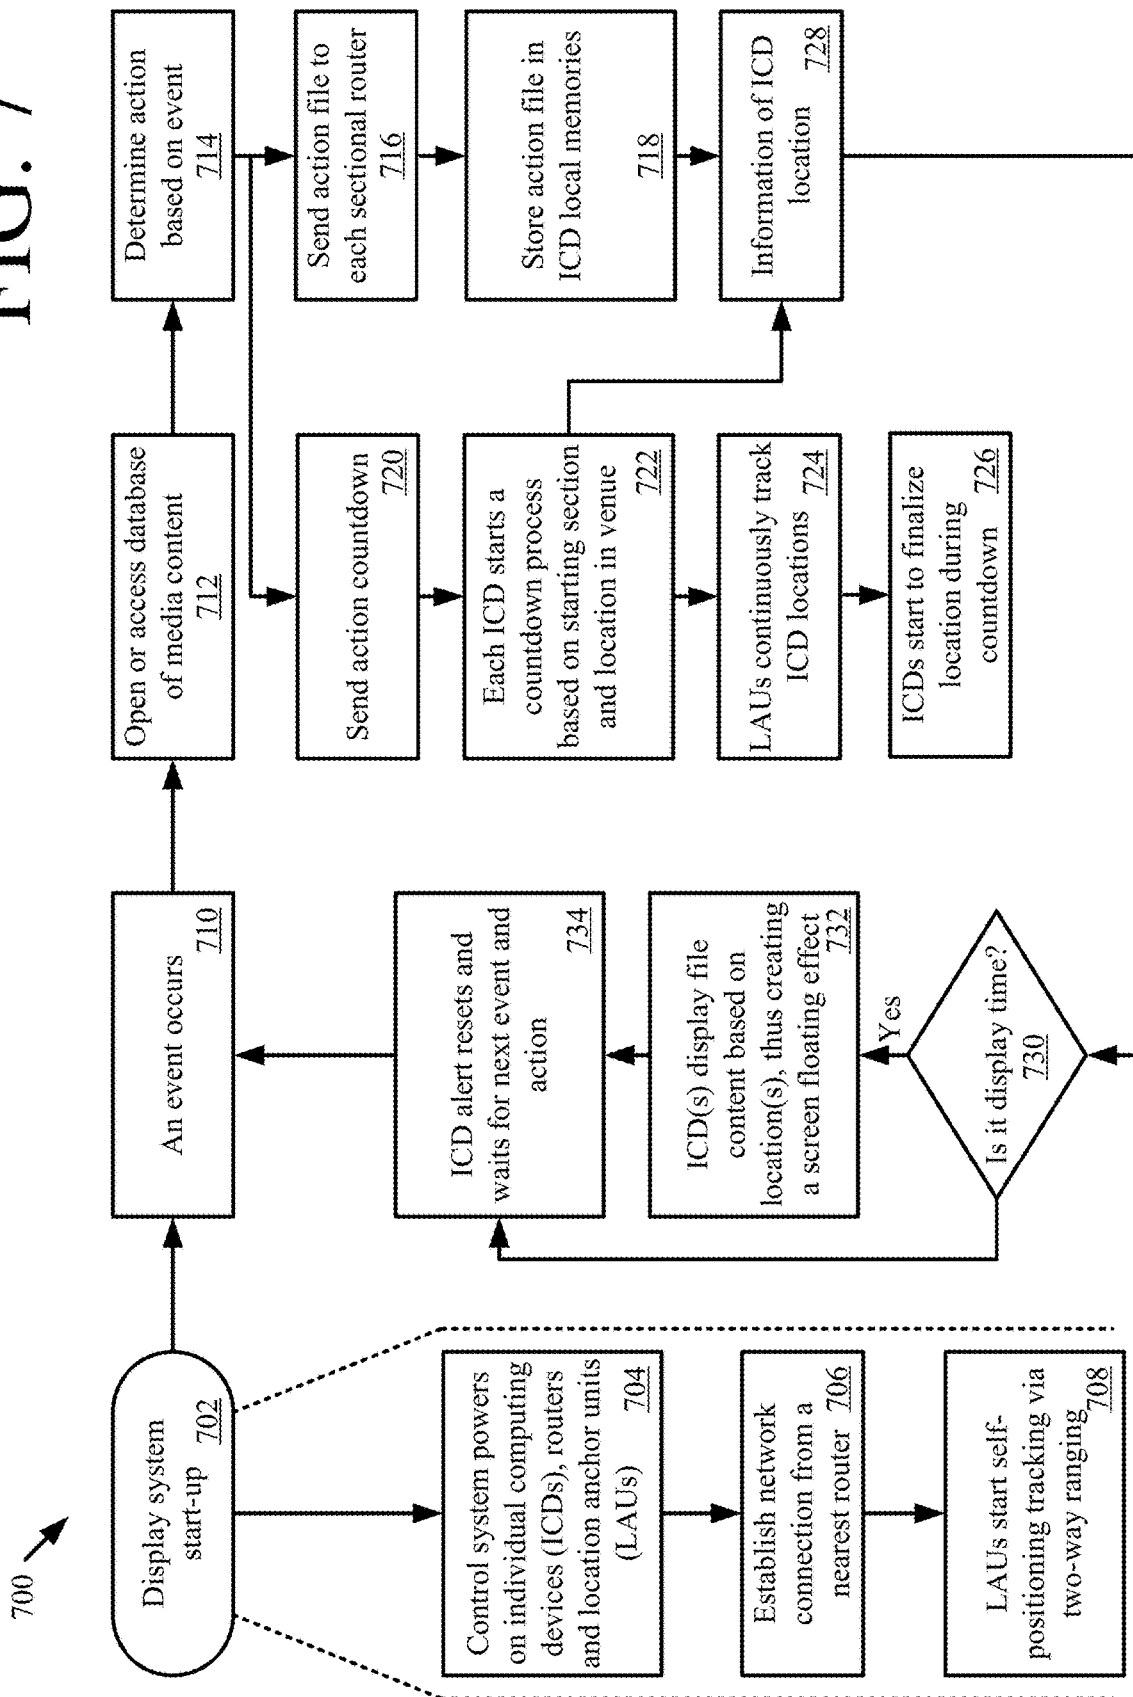 FIG. 7
700
Display system
start-up
702
Control system powers
on individual computing
devices (ICDs), routers
and location anchor units
(LAUs)
704
Establish network
connection from a
nearest router
706
LAUs start self-
positioning tracking via
two-way ranging
708
An event occurs
710
Open or access database
of media content
712
Determine action
based on event
714
Send action file to
each sectional router
716
Store action file in
ICD local memories
718
Send action countdown
720
Each ICD starts a
countdown process
based on starting section
and location in venue
722
LAUs continuously track
ICD locations
724
ICDs start to finalize
location during
countdown
726
Information of ICD
location
728
Is it display time?
730
Yes
ICD(s) display file
content based on
location(s), thus creating
a screen floating effect
732
ICD alert resets and
waits for next event and
action
734